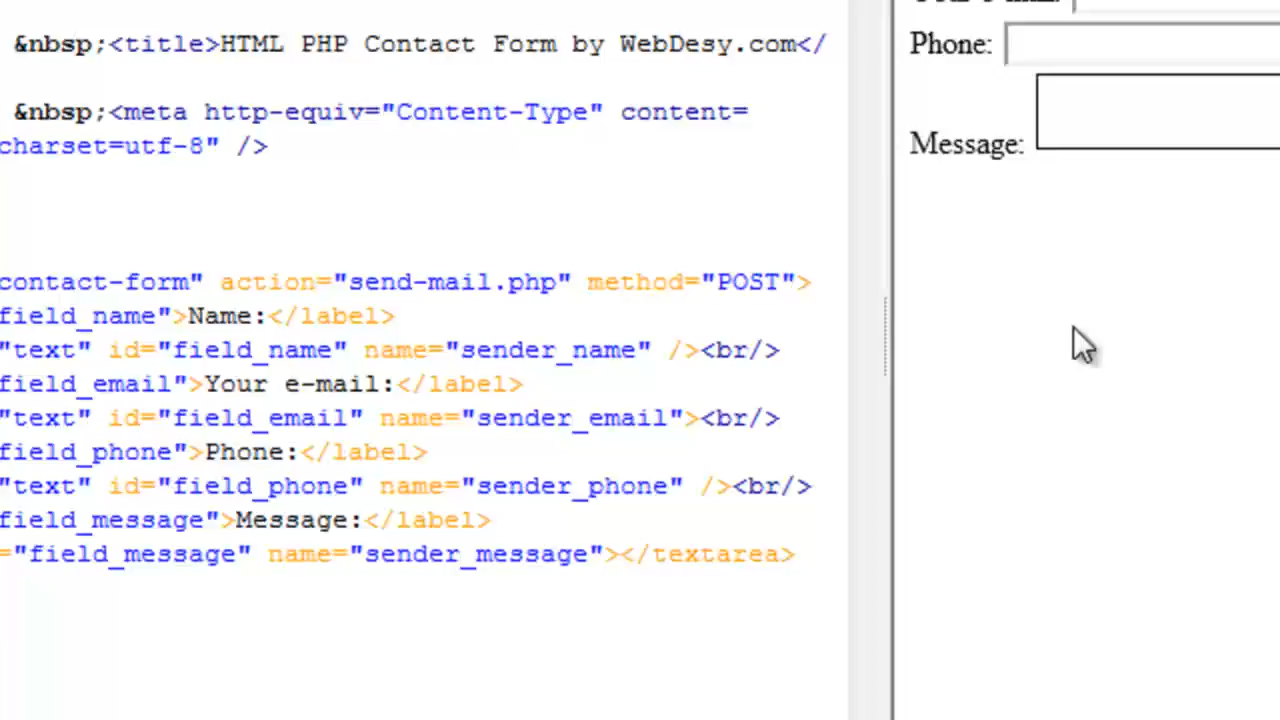 &nbsp;<title>HTML PHP Contact Form by WebDesy.com</
&nbsp;<meta http-equiv="Content-Type" content=
charset=utf-8" />
contact-form" action="send-mail.php" method="POST">
field_name">Name:</label>
"text" id="field_name" name="sender_name" /><br/>
field_email">Your e-mail:</label>
"text" id="field_email" name="sender_email"><br/>
field_phone">Phone:</label>
"text" id="field_phone" name="sender_phone" /><br/>
field_message">Message:</label>
="field_message" name="sender_message"></textarea>
Phone:
Message: